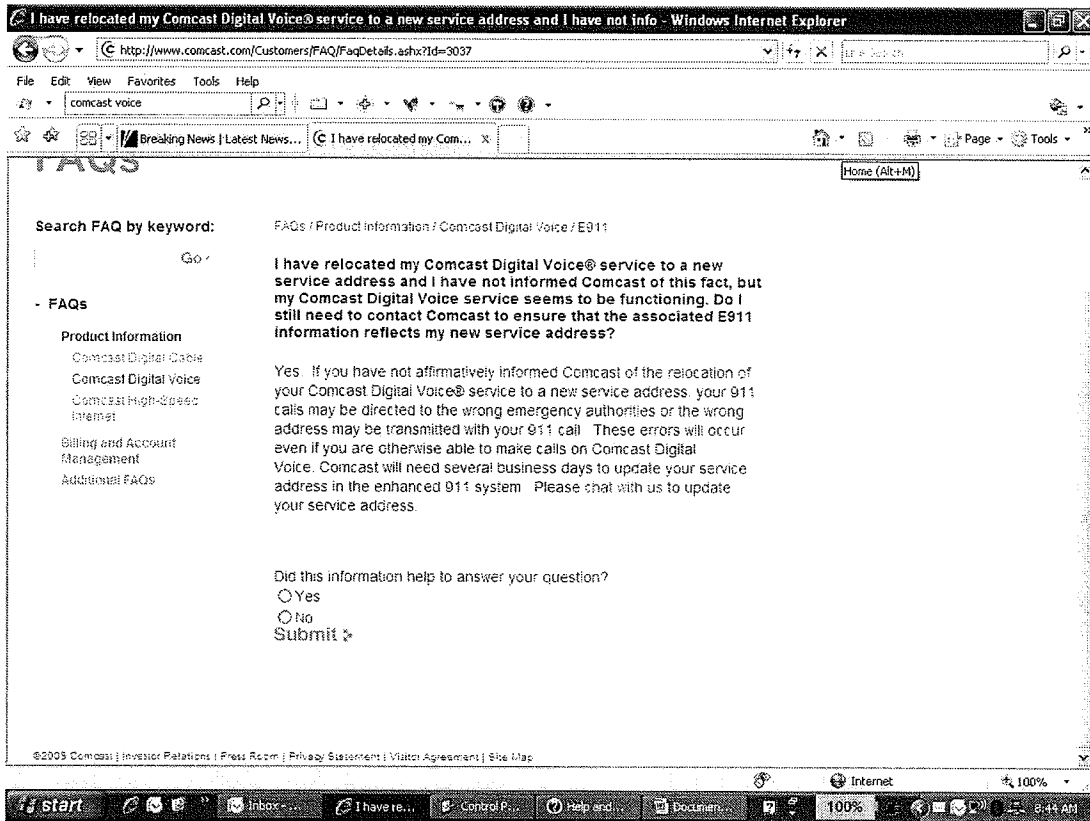 I have relocated my Comcast Digital Voice® service to a new service address and I have not info - Windows Internet Explorer
http://www.comcast.com/Customers/FAQ/FaqDetails.ashx?Id=3037
File Edit View Favorites Tools Help
comcast voice
Breaking News | Latest News... I have relocated my Com... x Page Tools
FAQs Home (Alt+M)
Search FAQ by keyword: FAQs / Product Information / Comcast Digital Voice / E911
Go
I have relocated my Comcast Digital Voice® service to a new
service address and I have not informed Comcast of this fact, but
my Comcast Digital Voice service seems to be functioning. Do I
still need to contact Comcast to ensure that the associated E911
information reflects my new service address?
- FAQs
Product Information
Comcast Digital Cable
Comcast Digital Voice
Comcast High-Speed
Internet
Billing and Account
Management
Additional FAQs
Yes. If you have not affirmatively informed Comcast of the relocation of
your Comcast Digital Voice® service to a new service address, your 911
calls may be directed to the wrong emergency authorities or the wrong
address may be transmitted with your 911 call. These errors will occur
even if you are otherwise able to make calls on Comcast Digital
Voice. Comcast will need several business days to update your service
address in the enhanced 911 system. Please chat with us to update
your service address.
Did this information help to answer your question?
Yes
No
Submit >
Comcast | Investor Relations | Press Room | Privacy Statement | Visitor Agreement | Site Map
Internet 100%
start Inbox - ... I have re... Control P... Help and... Documen... 100% 8:44 AM